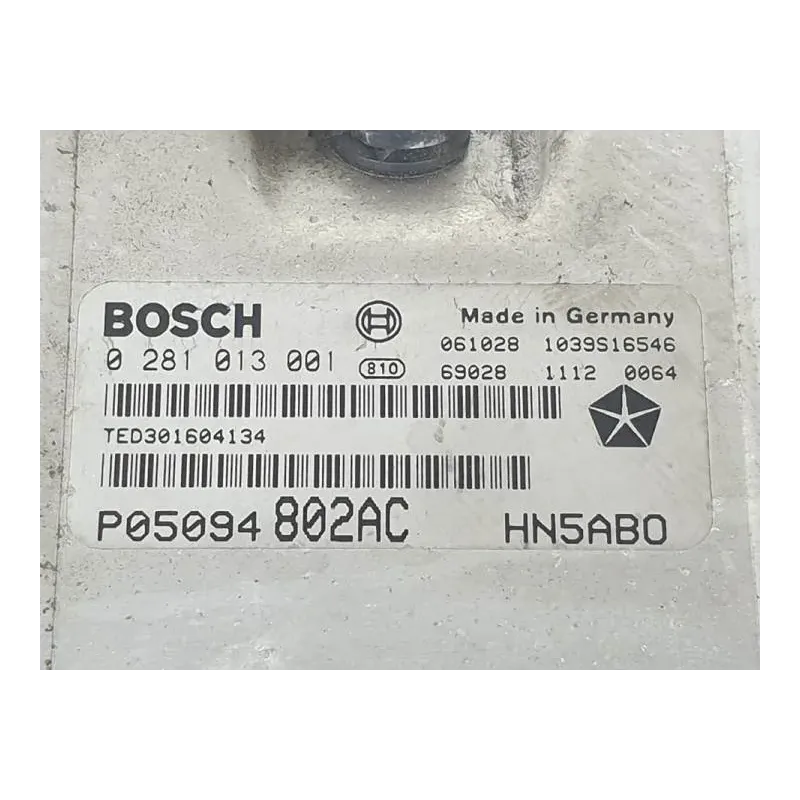 BOSCH
Made in Germany
0 281 013 001
810
061028 1039S16546
69028 1112 0064
TED301604134
P05094 802AC HN5AB0